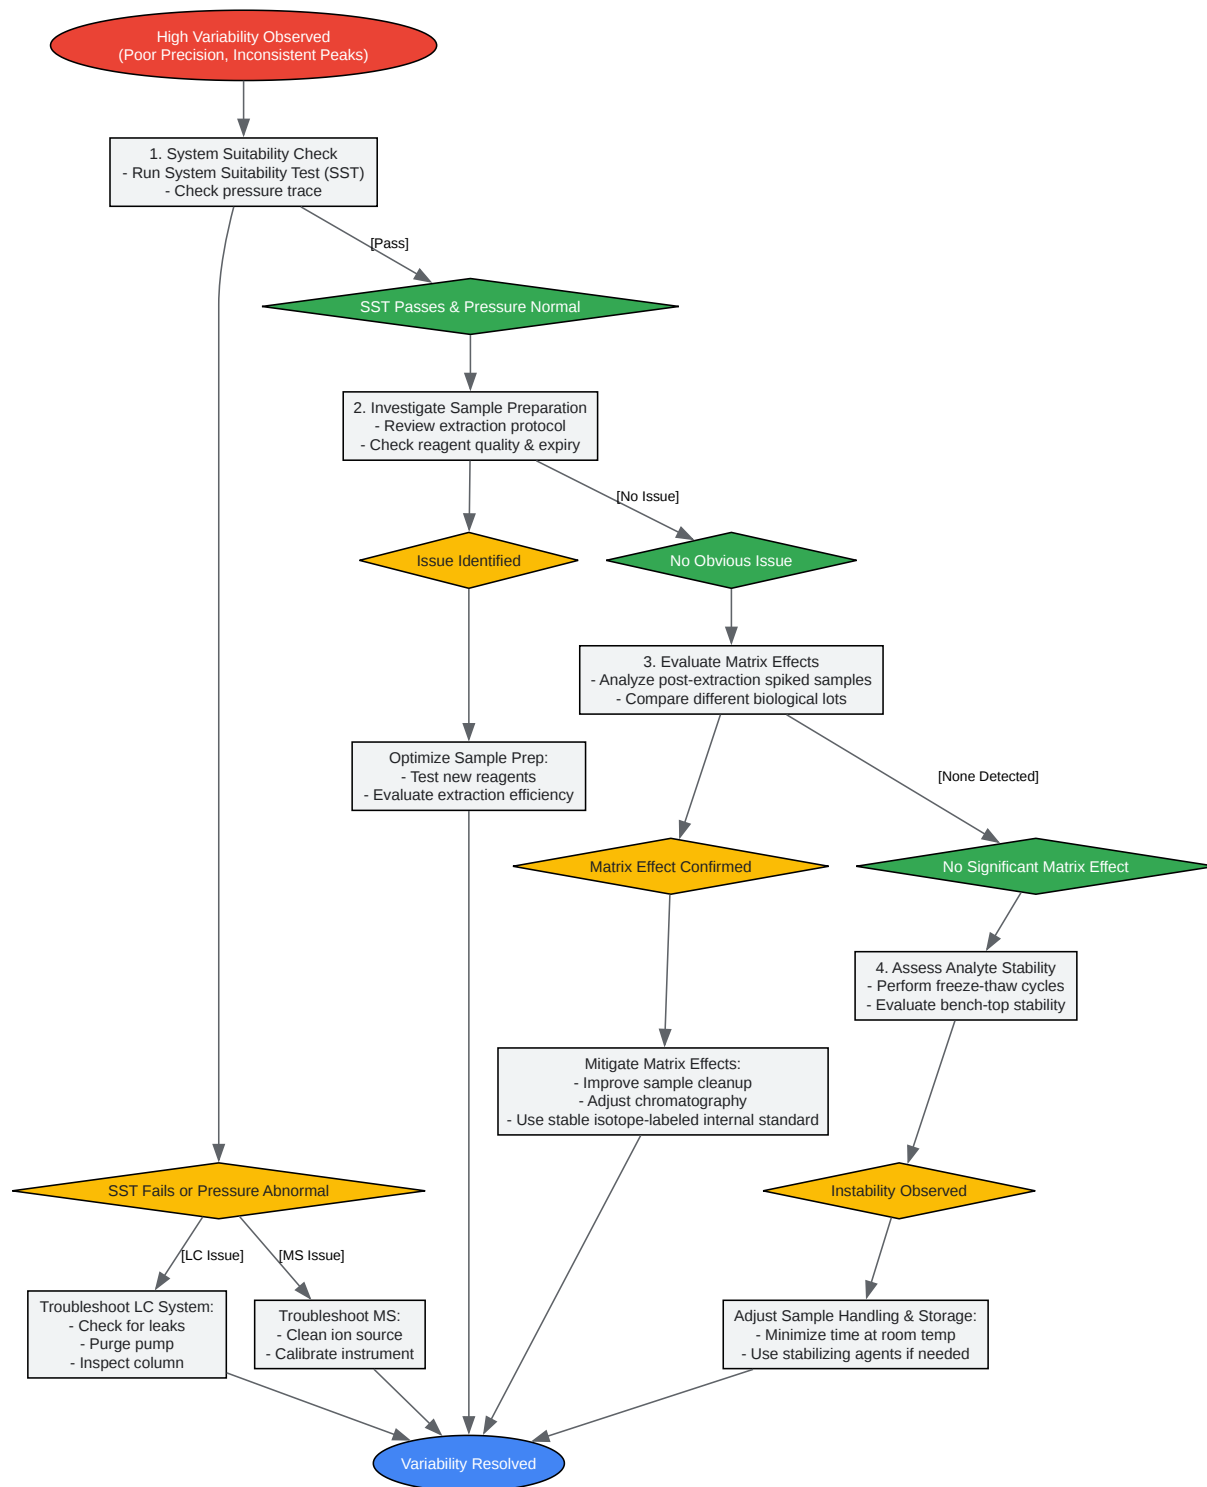 High Variability Observed
(Poor Precision, Inconsistent Peaks)
1. System Suitability Check
- Run System Suitability Test (SST)
- Check pressure trace
[Pass]
SST Passes & Pressure Normal
2. Investigate Sample Preparation
- Review extraction protocol
- Check reagent quality & expiry
[No Issue]
Issue Identified
No Obvious Issue
3. Evaluate Matrix Effects
- Analyze post-extraction spiked samples
- Compare different biological lots
Optimize Sample Prep:
- Test new reagents
- Evaluate extraction efficiency
[None Detected]
Matrix Effect Confirmed
No Significant Matrix Effect
4. Assess Analyte Stability
- Perform freeze-thaw cycles
- Evaluate bench-top stability
Mitigate Matrix Effects:
- Improve sample cleanup
- Adjust chromatography
- Use stable isotope-labeled internal standard
SST Fails or Pressure Abnormal
Instability Observed
[LC Issue]
[MS Issue]
Troubleshoot LC System:
- Check for leaks
- Purge pump
- Inspect column
Troubleshoot MS:
- Clean ion source
- Calibrate instrument
Adjust Sample Handling & Storage:
- Minimize time at room temp
- Use stabilizing agents if needed
Variability Resolved